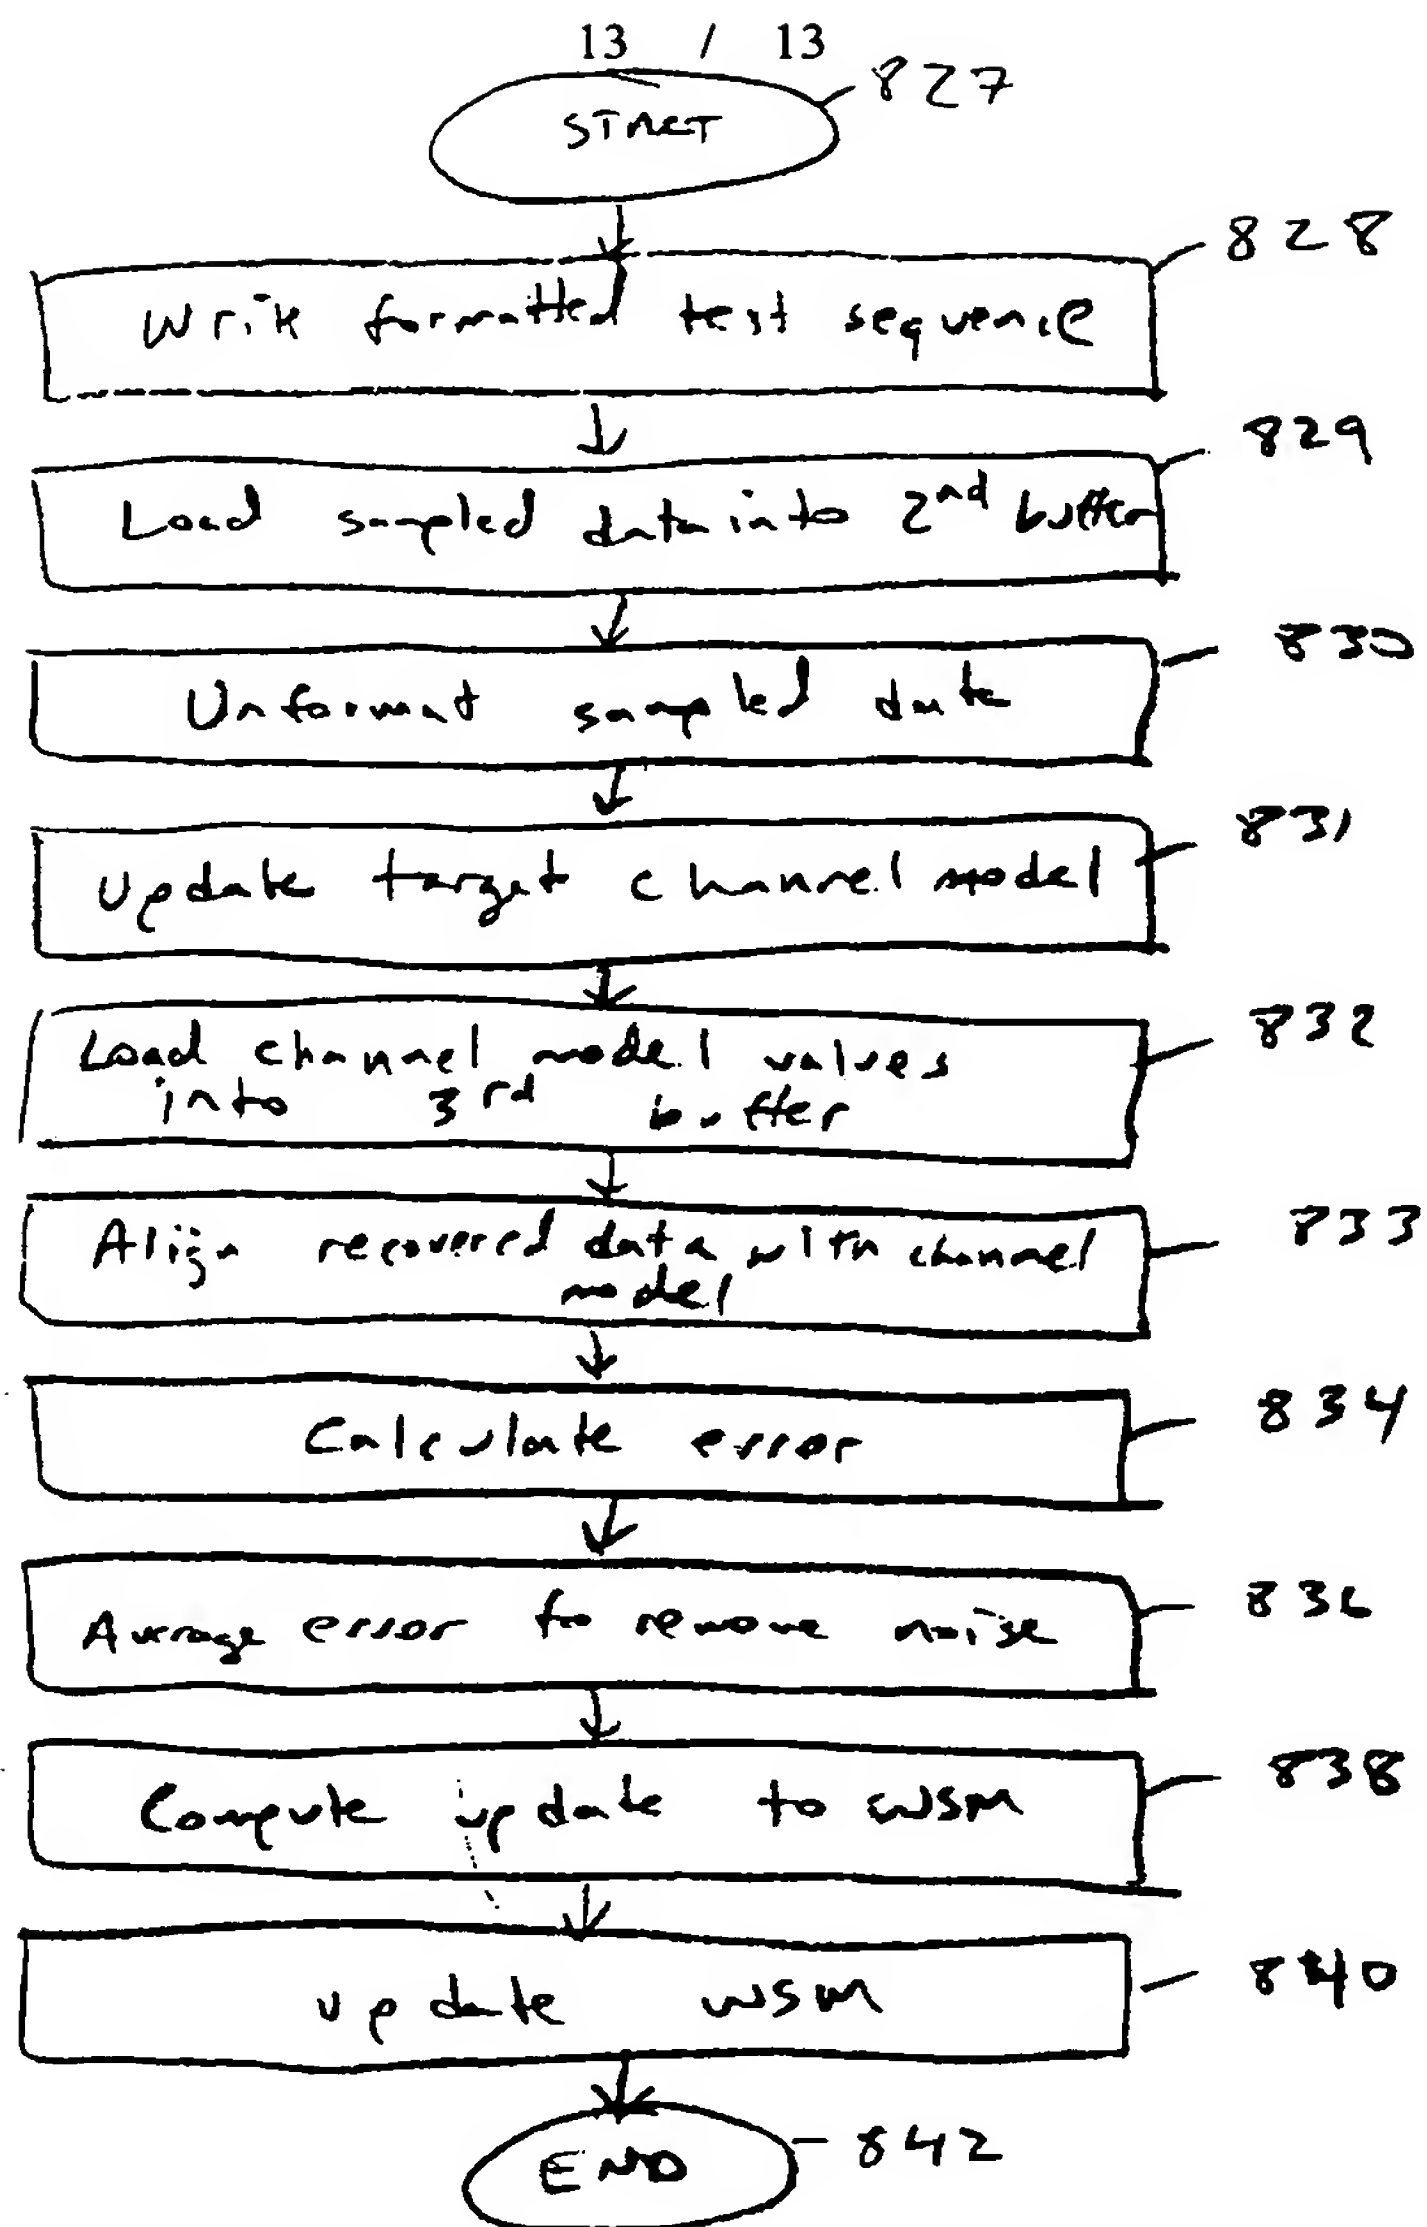 13 / 13
START
827
828
Write formatted test sequence
829
Load sampled data into 2nd buffer
830
Unformat sampled data
831
Update target channel model
832
Load channel model values
into 3rd buffer
833
Align recovered data with channel
model
834
Calculate error
836
Average error to remove noise
838
Compute update to WSM
840
update WSM
END
842